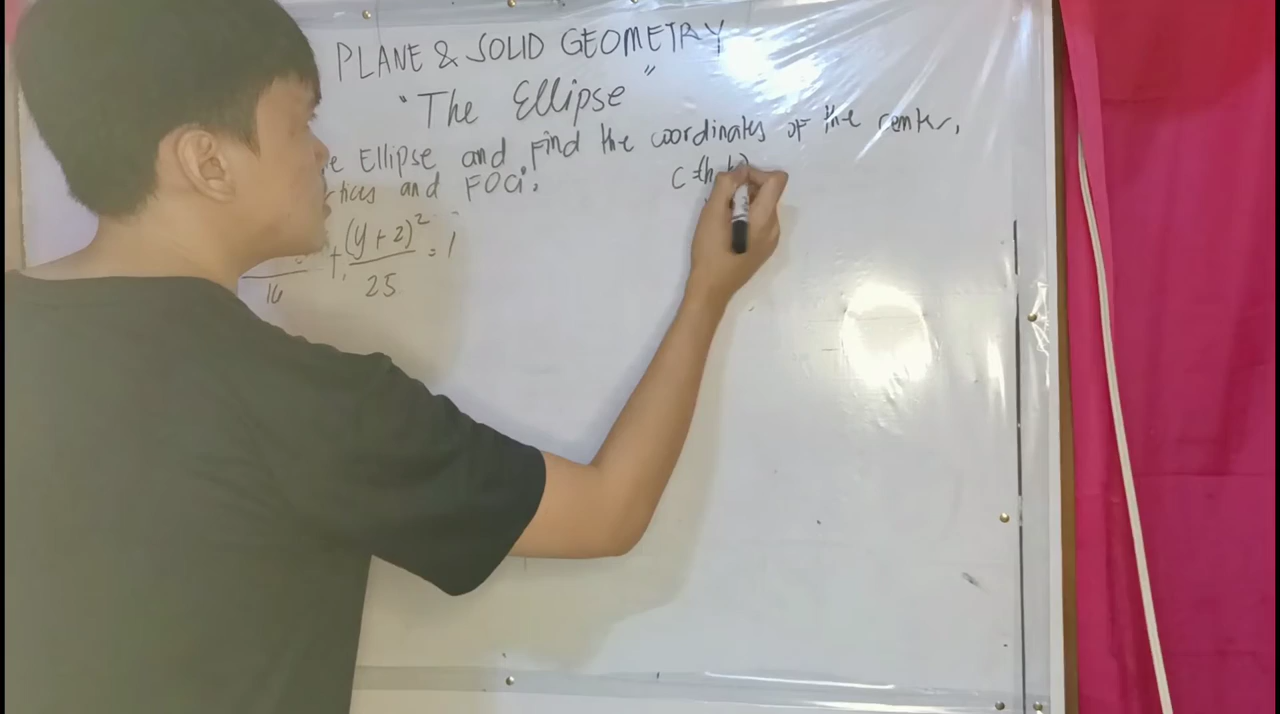 PLANE & SOLID GEOMETRY
"The Ellipse"
Ellipse and Find the coordinates of the center,
and FOCi.
C=(h,k)
+ (y+2)² = 1
16 25